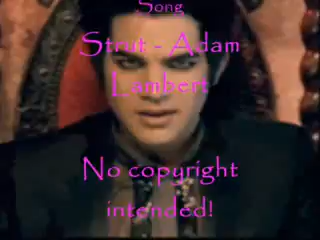 Song
Strut - Adam
Lambert
No copyright
intended!